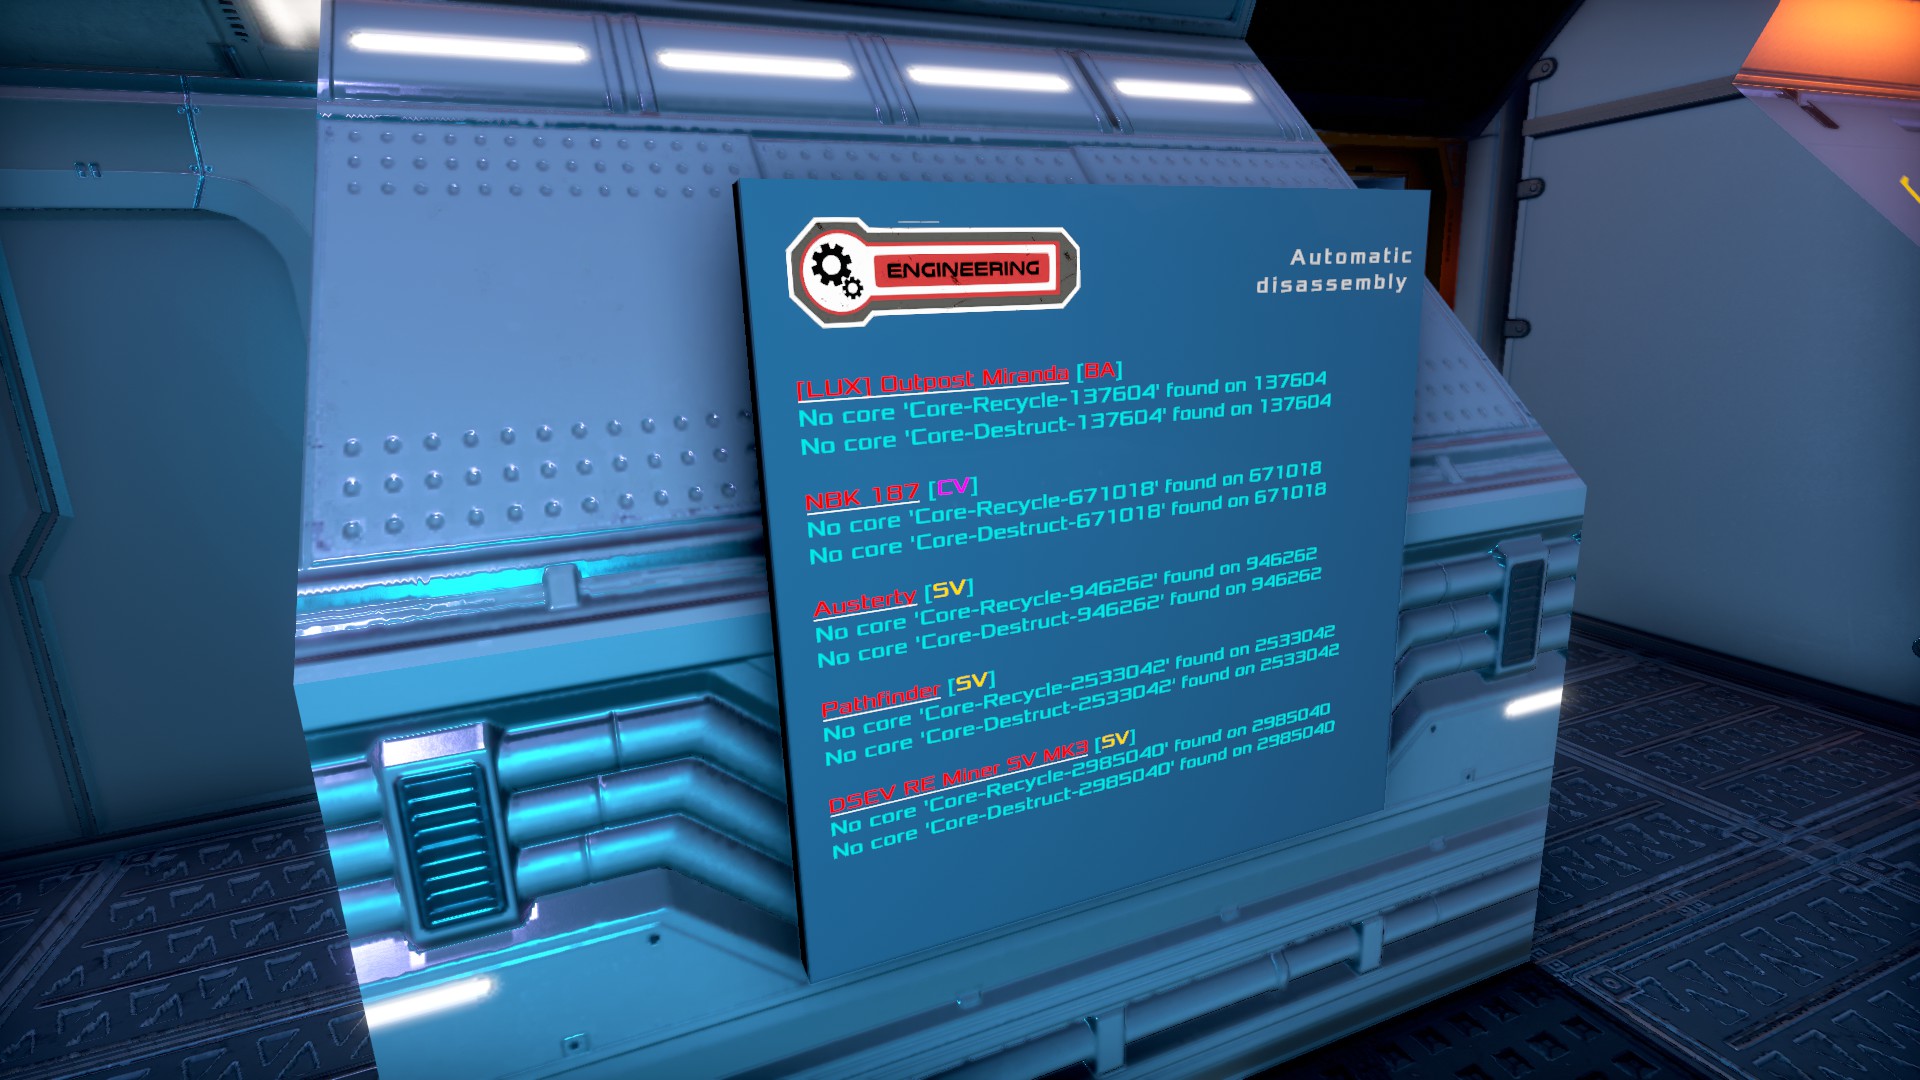 ENGINEERING
Automatic
disassembly
[LUX] Outpost Miranda [BA]
No core 'Core-Recycle-137604' found on 137604
No core 'Core-Destruct-137604' found on 137604
NBK 187 [CV]
No core 'Core-Recycle-671018' found on 671018
No core 'Core-Destruct-671018' found on 671018
Austerty [SV]
No core 'Core-Recycle-946262' found on 946262
No core 'Core-Destruct-946262' found on 946262
Pathfinder [SV]
No core 'Core-Recycle-2533042' found on 2533042
No core 'Core-Destruct-2533042' found on 2533042
DSEV RE Miner SV MK3 [SV]
No core 'Core-Recycle-2985040' found on 2985040
No core 'Core-Destruct-2985040' found on 2985040